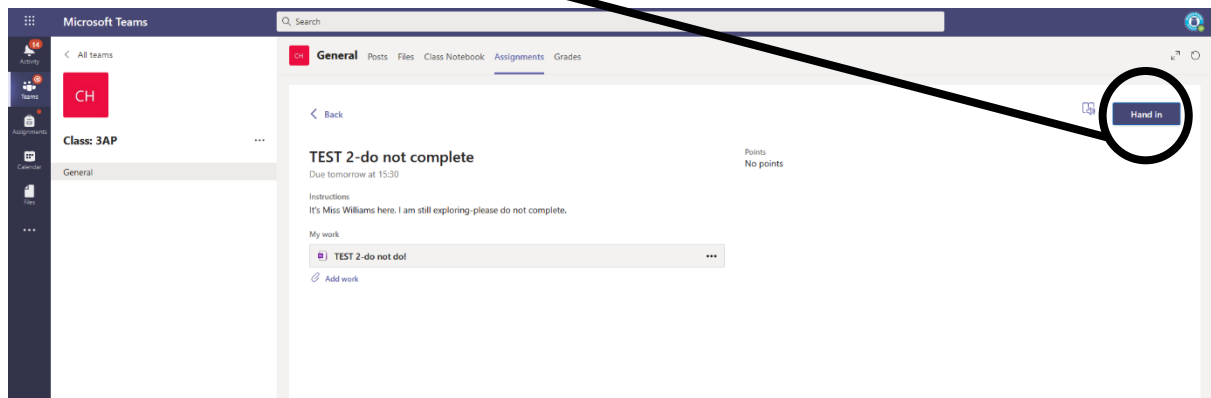 Microsoft Teams
Search
14
Activity
Teams
Assignments
Calendar
Files
All teams
CH
Class: 3AP
General
CH General Posts Files Class Notebook Assignments Grades
Back
Hand in
TEST 2-do not complete
Due tomorrow at 15:30
Points
No points
Instructions
It's Miss Williams here. I am still exploring-please do not complete.
My work
TEST 2-do not do!
Add work